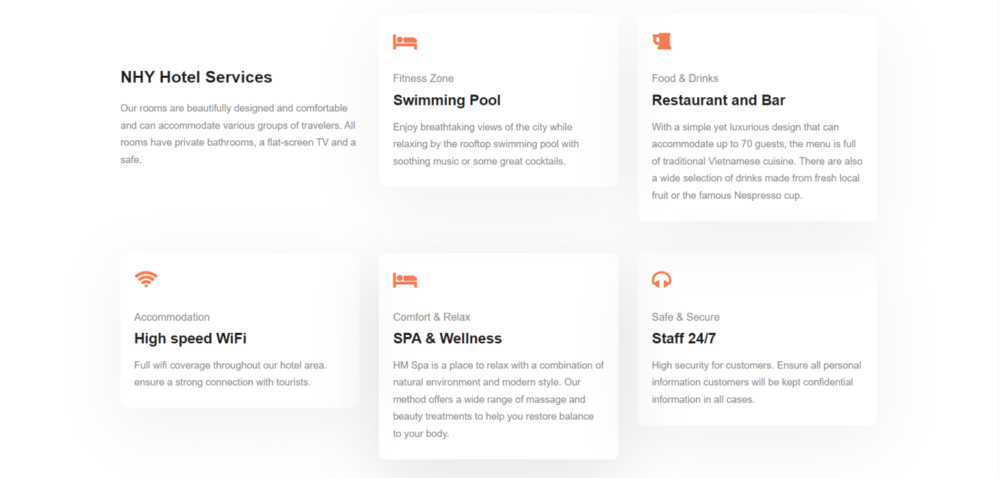 NHY Hotel Services
Our rooms are beautifully designed and comfortable
and can accommodate various groups of travelers. All
rooms have private bathrooms, a flat-screen TV and a
safe.
Fitness Zone
Swimming Pool
Enjoy breathtaking views of the city while
relaxing by the rooftop swimming pool with
soothing music or some great cocktails.
Food & Drinks
Restaurant and Bar
With a simple yet luxurious design that can
accommodate up to 70 guests, the menu is full
of traditional Vietnamese cuisine. There are also
a wide selection of drinks made from fresh local
fruit or the famous Nespresso cup.
Accommodation
High speed WiFi
Full wifi coverage throughout our hotel area.
ensure a strong connection with tourists.
Comfort & Relax
SPA & Wellness
HM Spa is a place to relax with a combination of
natural environment and modern style. Our
method offers a wide range of massage and
beauty treatments to help you restore balance
to your body.
Safe & Secure
Staff 24/7
High security for customers. Ensure all personal
information customers will be kept confidential
information in all cases.